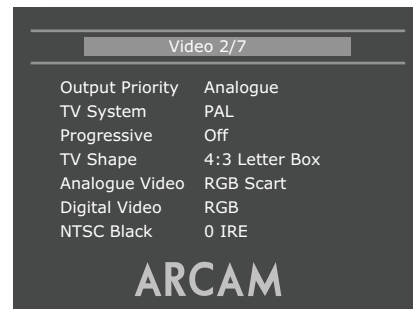 Video 2/7
Output Priority Analogue
TV System PAL
Progressive Off
TV Shape 4:3 Letter Box
Analogue Video RGB Scart
Digital Video RGB
NTSC Black 0 IRE
ARCAM